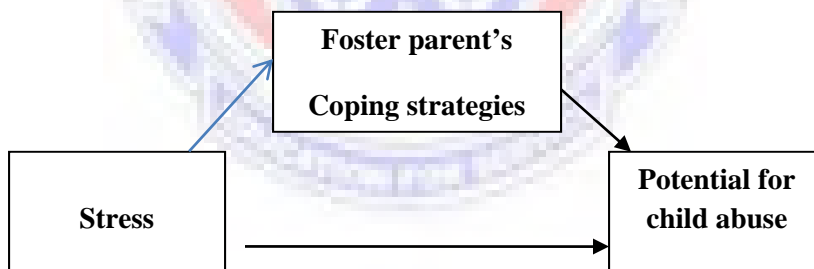 Foster parent’s
Coping strategies
Stress
Potential for
child abuse